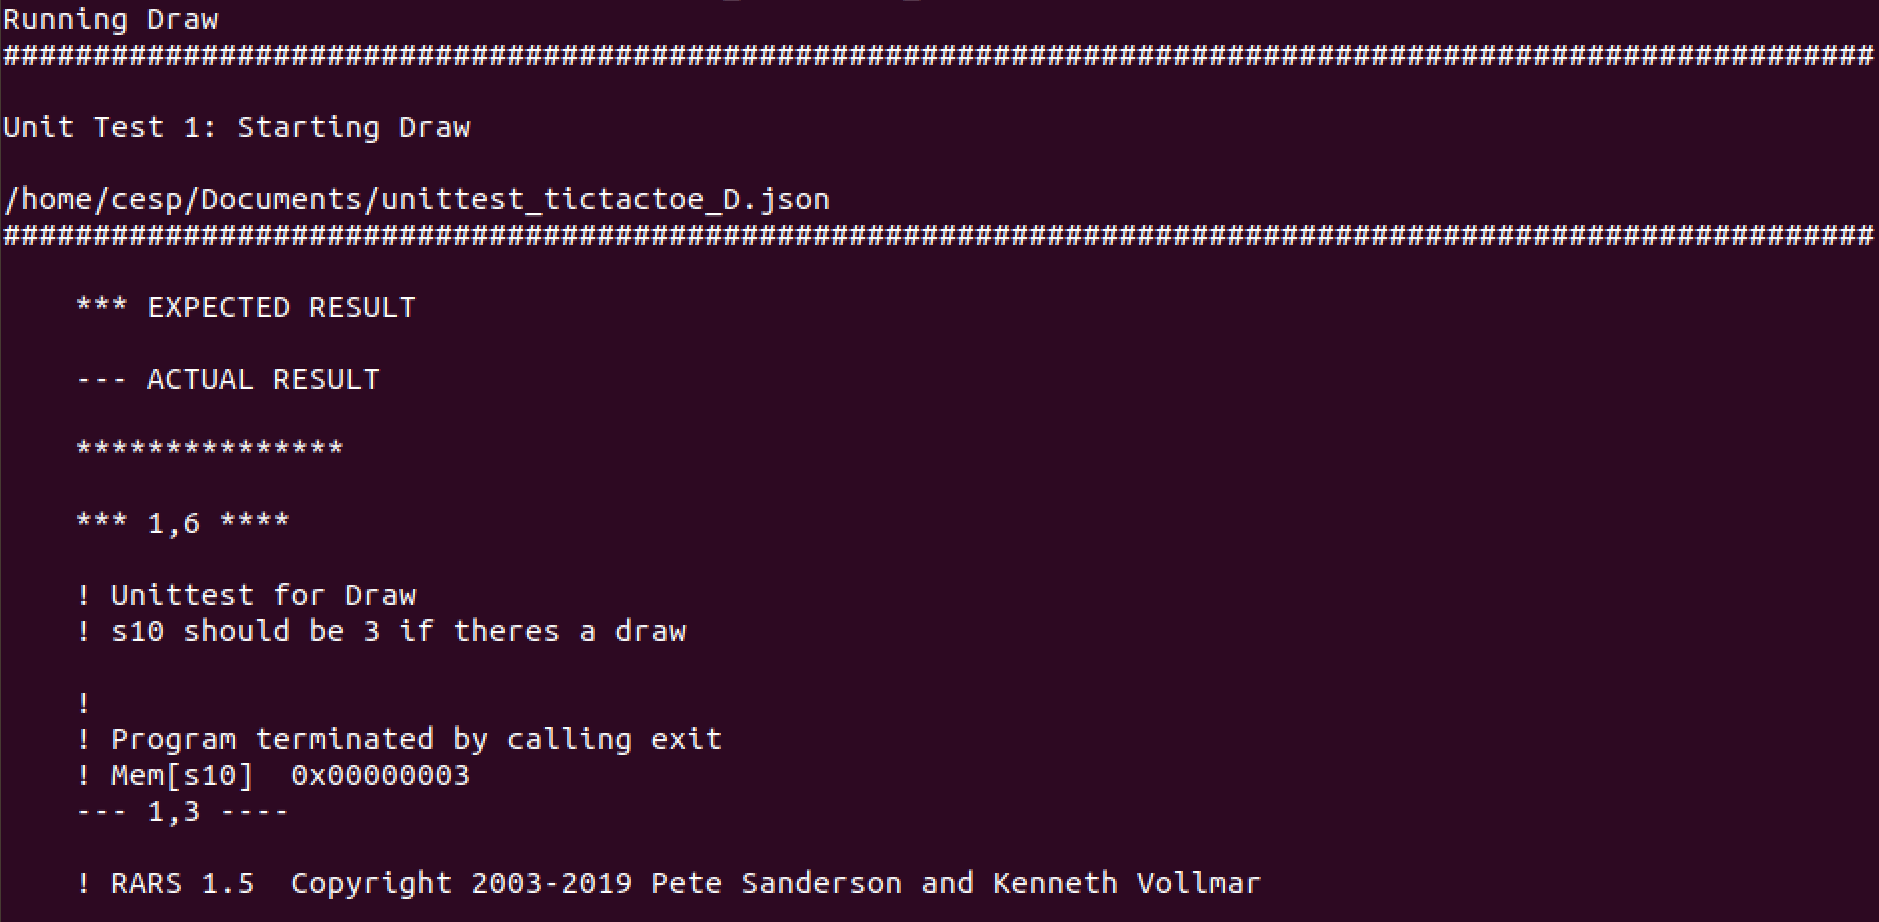 Running Draw
########################################################################################################
Unit Test 1: Starting Draw
/home/cesp/Documents/unittest_tictactoe_D.json
########################################################################################################
*** EXPECTED RESULT
--- ACTUAL RESULT
***************
*** 1,6 ****
! Unittest for Draw
! s10 should be 3 if theres a draw
!
! Program terminated by calling exit
! Mem[s10]  0x00000003
--- 1,3 ----
! RARS 1.5  Copyright 2003-2019 Pete Sanderson and Kenneth Vollmar